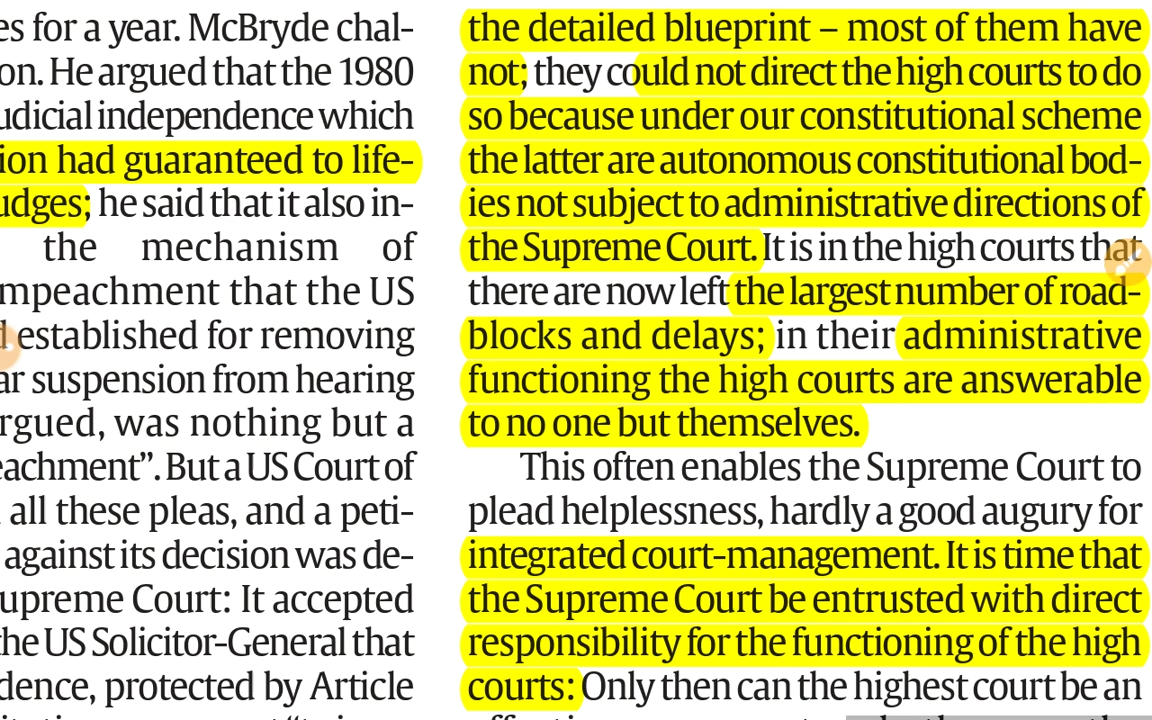 es for a year. McBryde chal-
on. He argued that the 1980
udicial independence which
ion had guaranteed to life-
udges; he said that it also in-
the mechanism of
mpeachment that the US
d established for removing
ar suspension from hearing
rgued, was nothing but a
eachment”. But a US Court of
all these pleas, and a peti-
against its decision was de-
upreme Court: It accepted
the US Solicitor-General that
dence, protected by Article
the detailed blueprint – most of them have
not; they could not direct the high courts to do
so because under our constitutional scheme
the latter are autonomous constitutional bod-
ies not subject to administrative directions of
the Supreme Court. It is in the high courts that
there are now left the largest number of road-
blocks and delays; in their administrative
functioning the high courts are answerable
to no one but themselves.
This often enables the Supreme Court to
plead helplessness, hardly a good augury for
integrated court-management. It is time that
the Supreme Court be entrusted with direct
responsibility for the functioning of the high
courts: Only then can the highest court be an